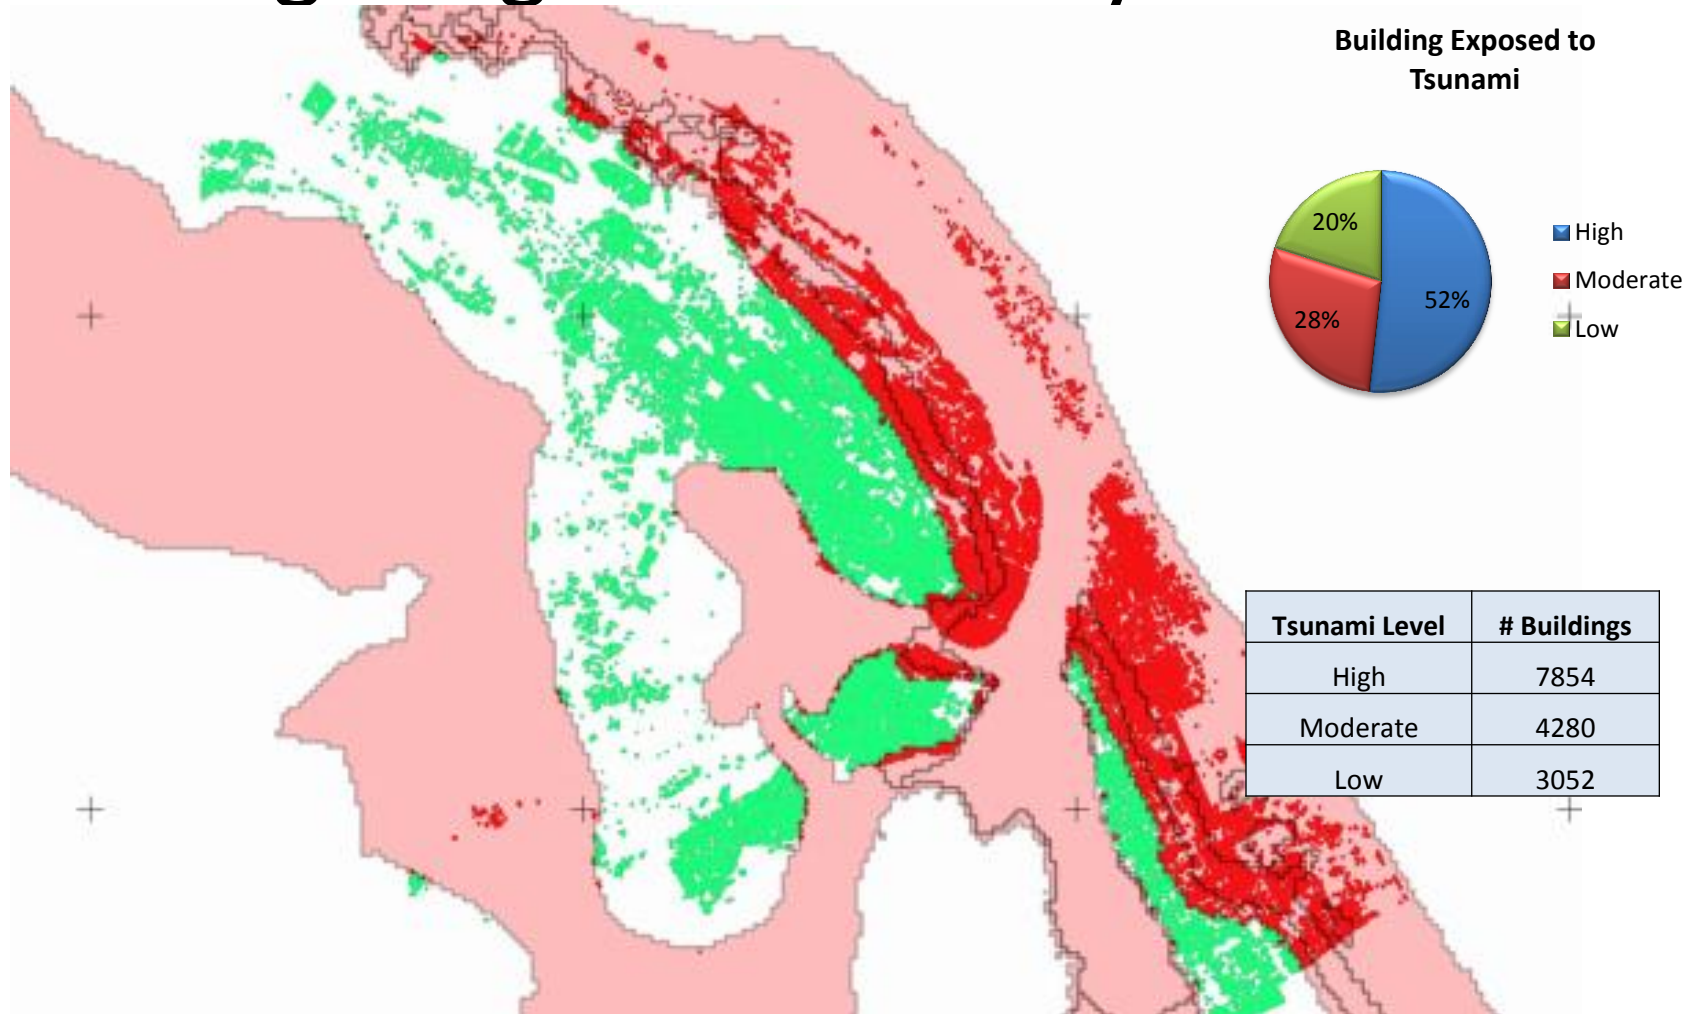 Building Exposed to
Tsunami
20%
52%
28%
High
Moderate
Low
Tsunami Level # Buildings
High 7854
Moderate 4280
Low 3052